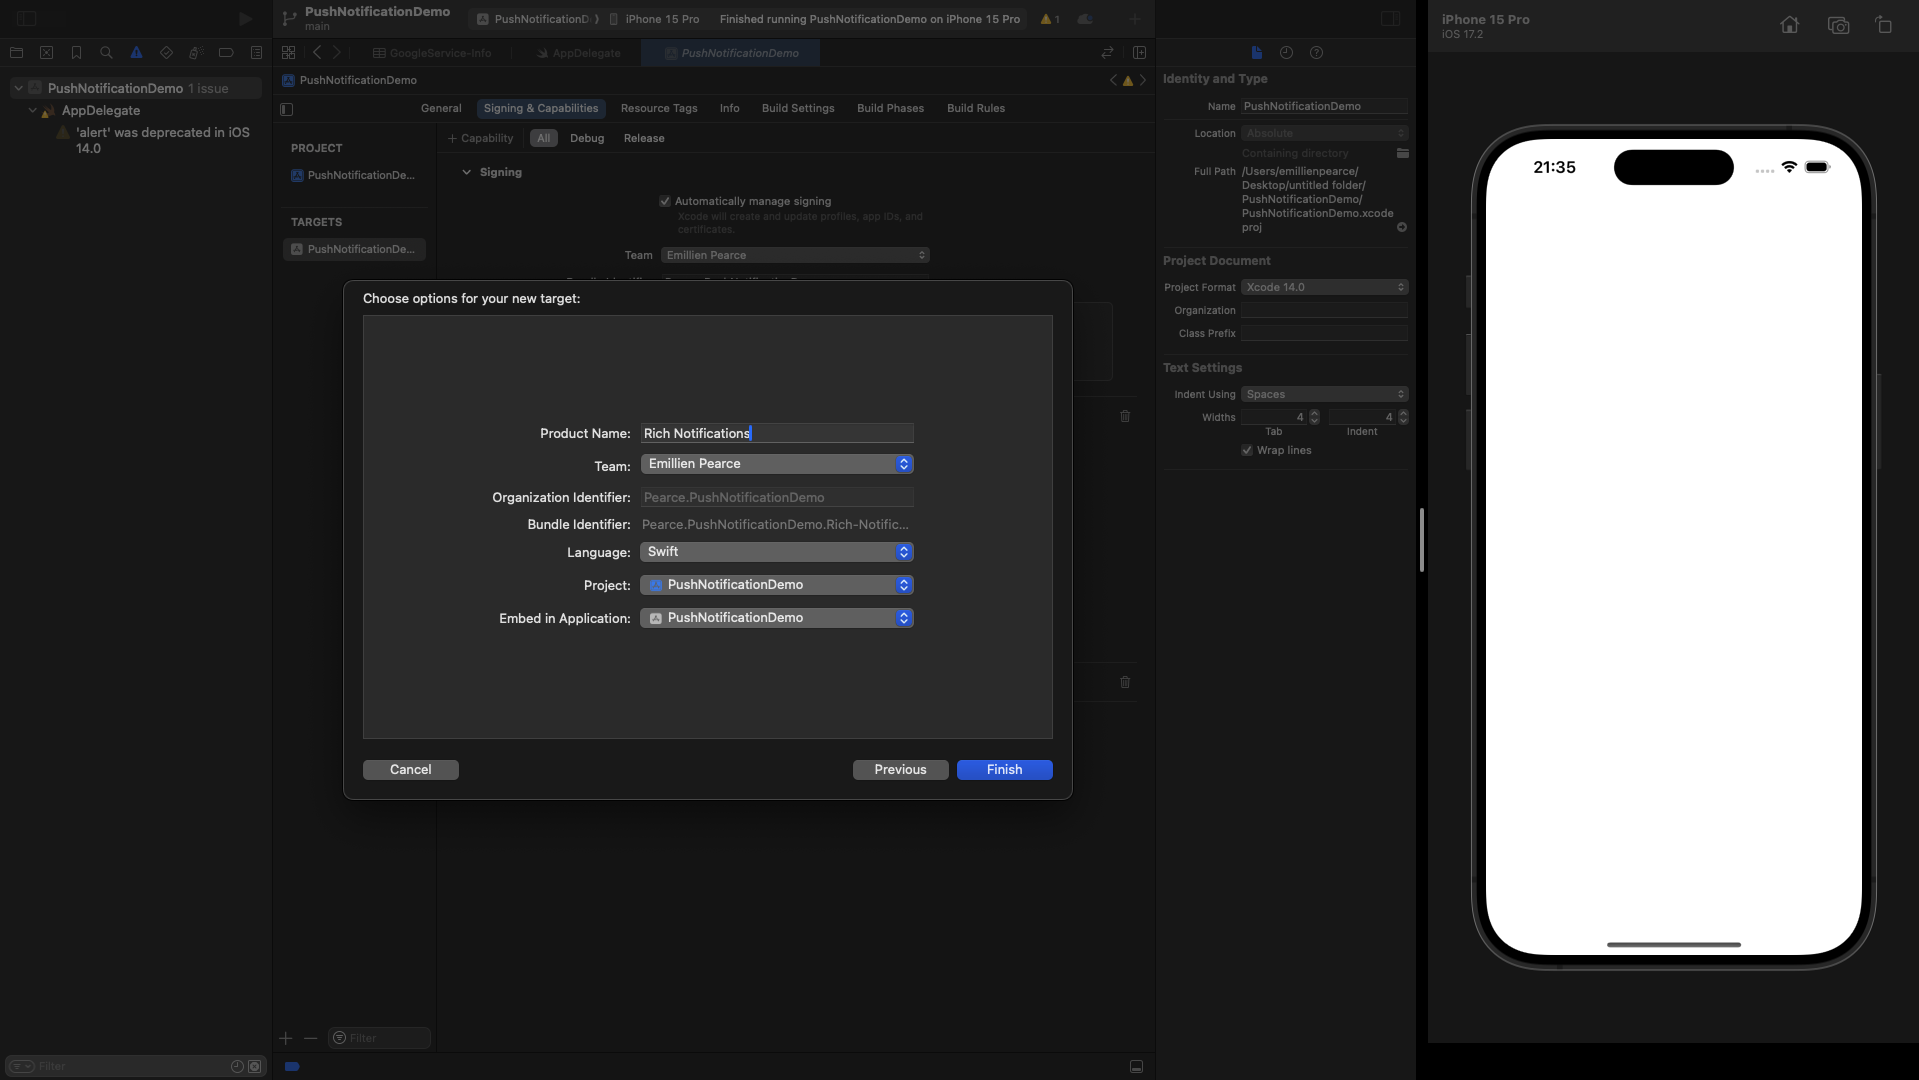 PushNotificationDemo
main
PushNotificationD
iPhone 15 Pro
Finished running PushNotificationDemo on iPhone 15 Pro
1
GoogleService-Info
AppDelegate
PushNotificationDemo
PushNotificationDemo 1 issue
AppDelegate
'alert' was deprecated in iOS
14.0
Filter
PushNotificationDemo
General
Signing & Capabilities
Resource Tags
Info
Build Settings
Build Phases
Build Rules
+ Capability
All
Debug
Release
PROJECT
PushNotificationDe...
TARGETS
PushNotificationDe...
Filter
Signing
Automatically manage signing
Xcode will create and update profiles, app IDs, and
certificates.
Team
Emillien Pearce
Choose options for your new target:
Product Name:
Rich Notifications
Team:
Emillien Pearce
Organization Identifier:
Pearce.PushNotificationDemo
Bundle Identifier:
Pearce.PushNotificationDemo.Rich-Notific...
Language:
Swift
Project:
PushNotificationDemo
Embed in Application:
PushNotificationDemo
Cancel
Previous
Finish
Identity and Type
Name
PushNotificationDemo
Location
Absolute
Containing directory
Full Path
/Users/emillienpearce/
Desktop/untitled folder/
PushNotificationDemo/
PushNotificationDemo.xcode
proj
Project Document
Project Format
Xcode 14.0
Organization
Class Prefix
Text Settings
Indent Using
Spaces
Widths
4
4
Tab
Indent
Wrap lines
iPhone 15 Pro
iOS 17.2
21:35